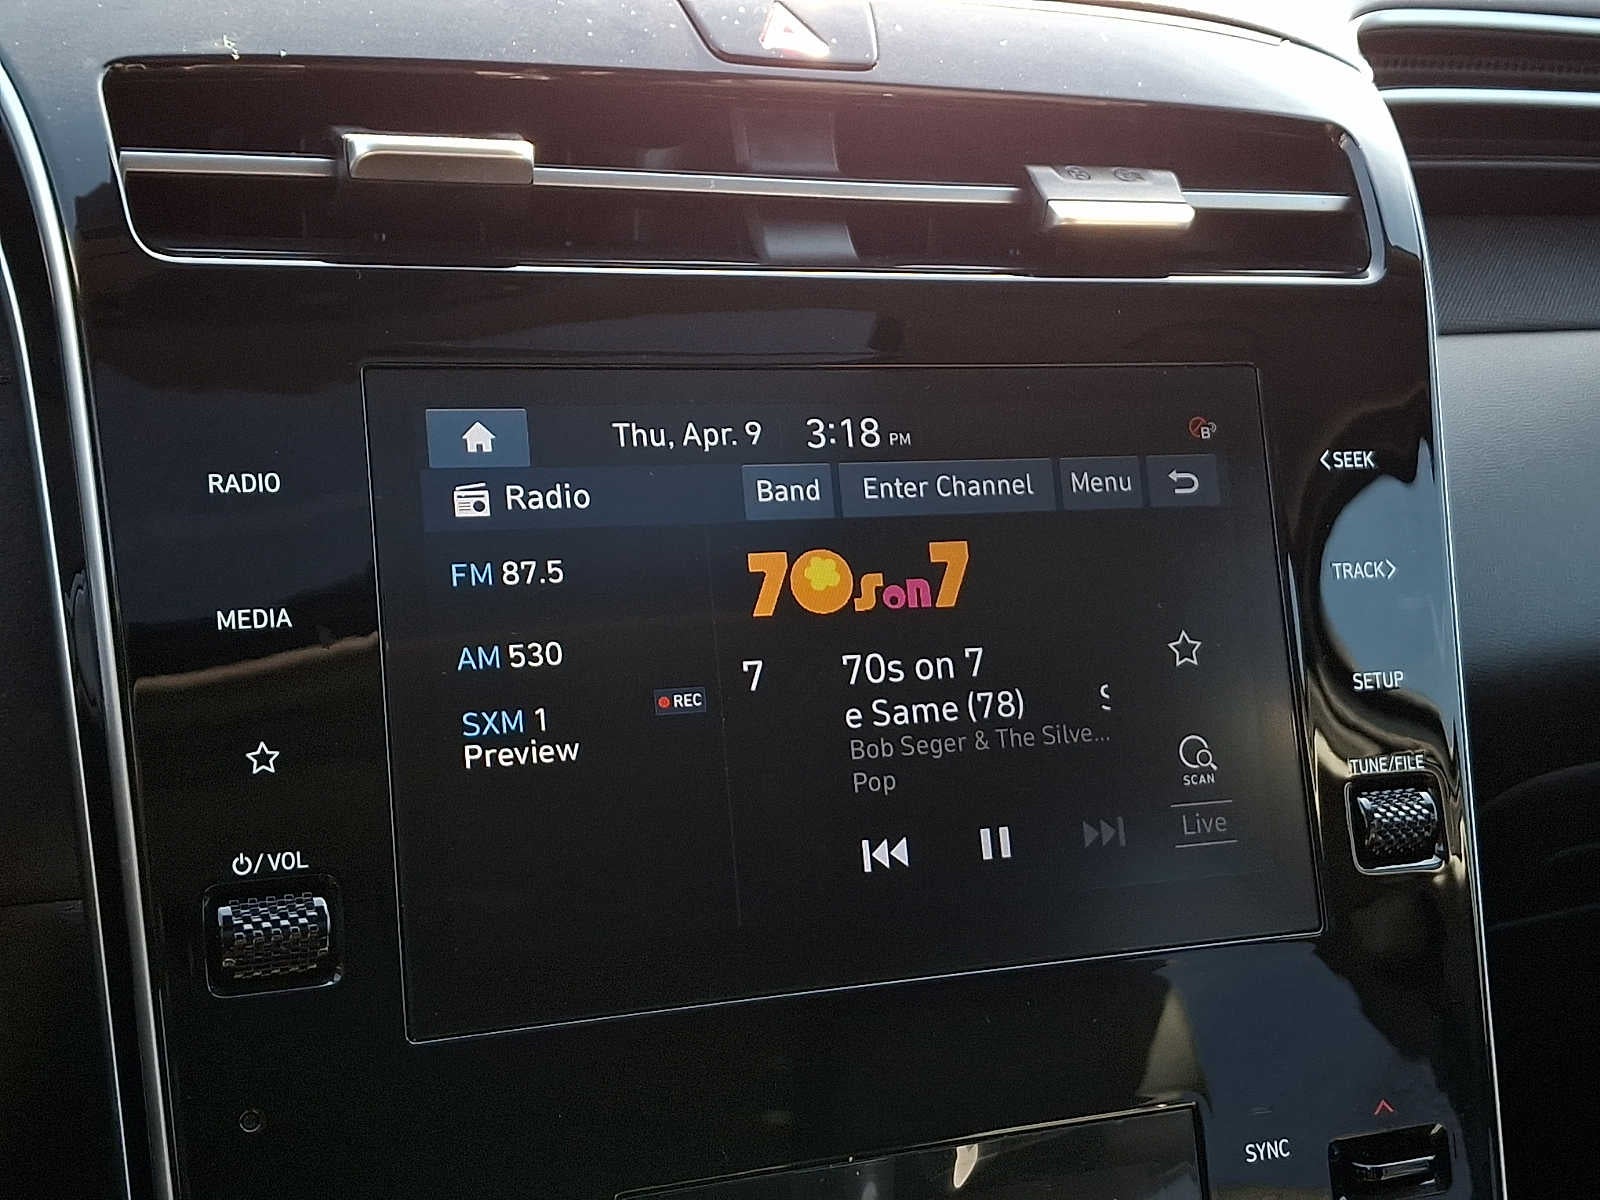 Thu, Apr. 9 3:18 PM
B
Radio Band Enter Channel Menu
RADIO
MEDIA
/VOL
FM 87.5
AM 530
SXM 1
Preview
REC
70s on 7
7 70s on 7
e Same (78) S
Bob Seger & The Silve...
Pop
SCAN
Live
<SEEK
TRACK>
SETUP
TUNE/FILE
SYNC